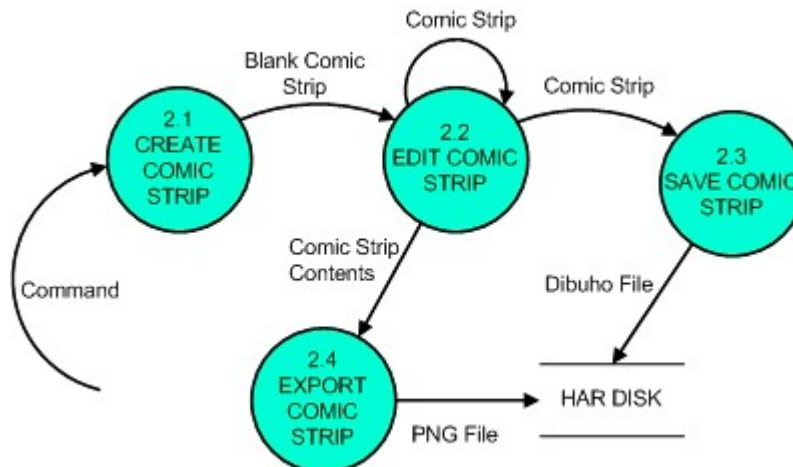 Comic Strip
Blank Comic
Strip
Comic Strip
2.1
CREATE
COMIC
STRIP
2.2
EDIT COMIC
STRIP
2.3
SAVE COMIC
STRIP
Comic Strip
Contents
Command
Dibuho File
2.4
EXPORT
COMIC
STRIP
HAR DISK
PNG File